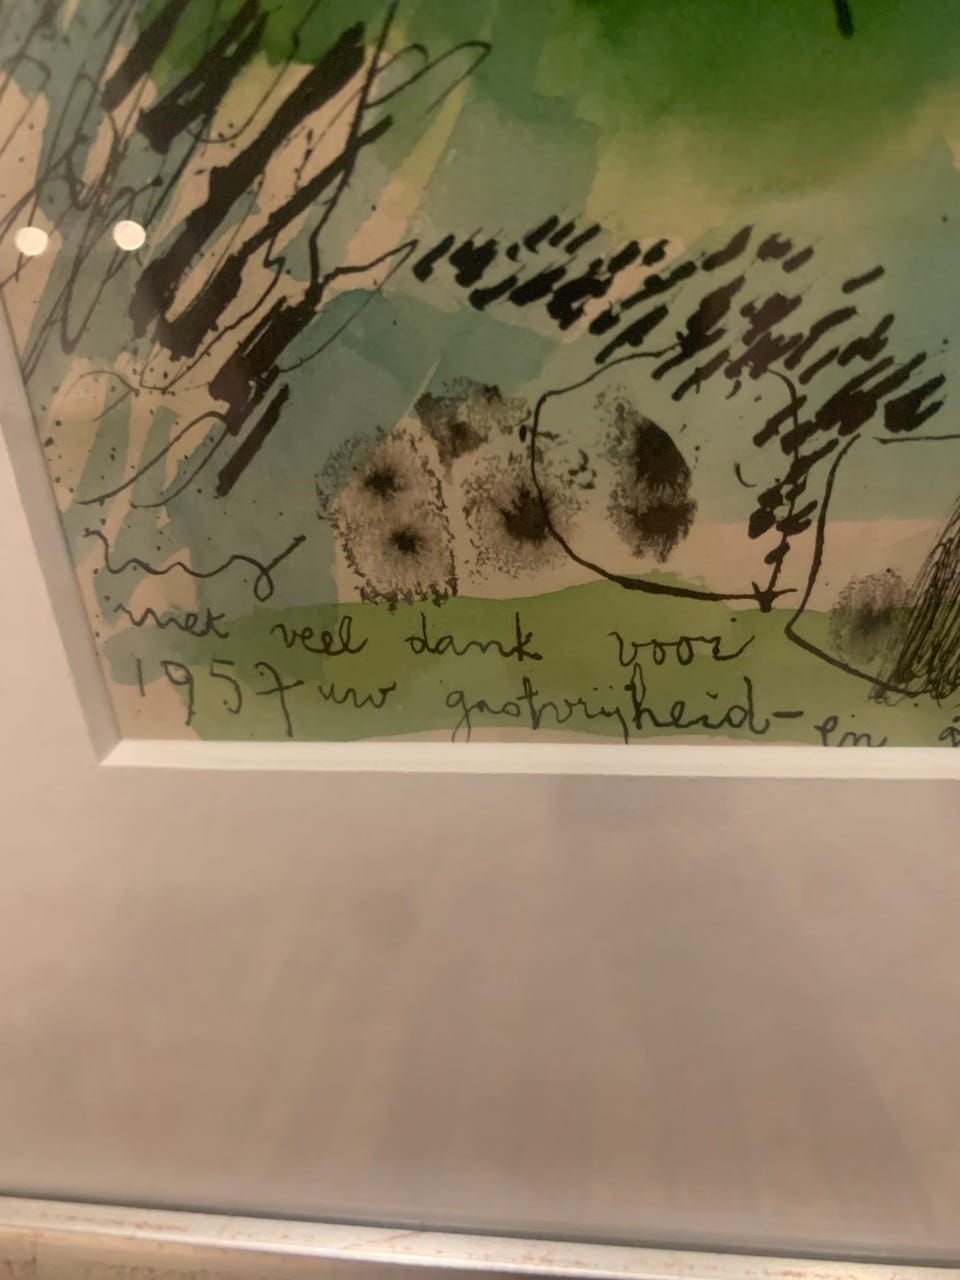 met veel dank voor
1957 uw gastvrijheid- en